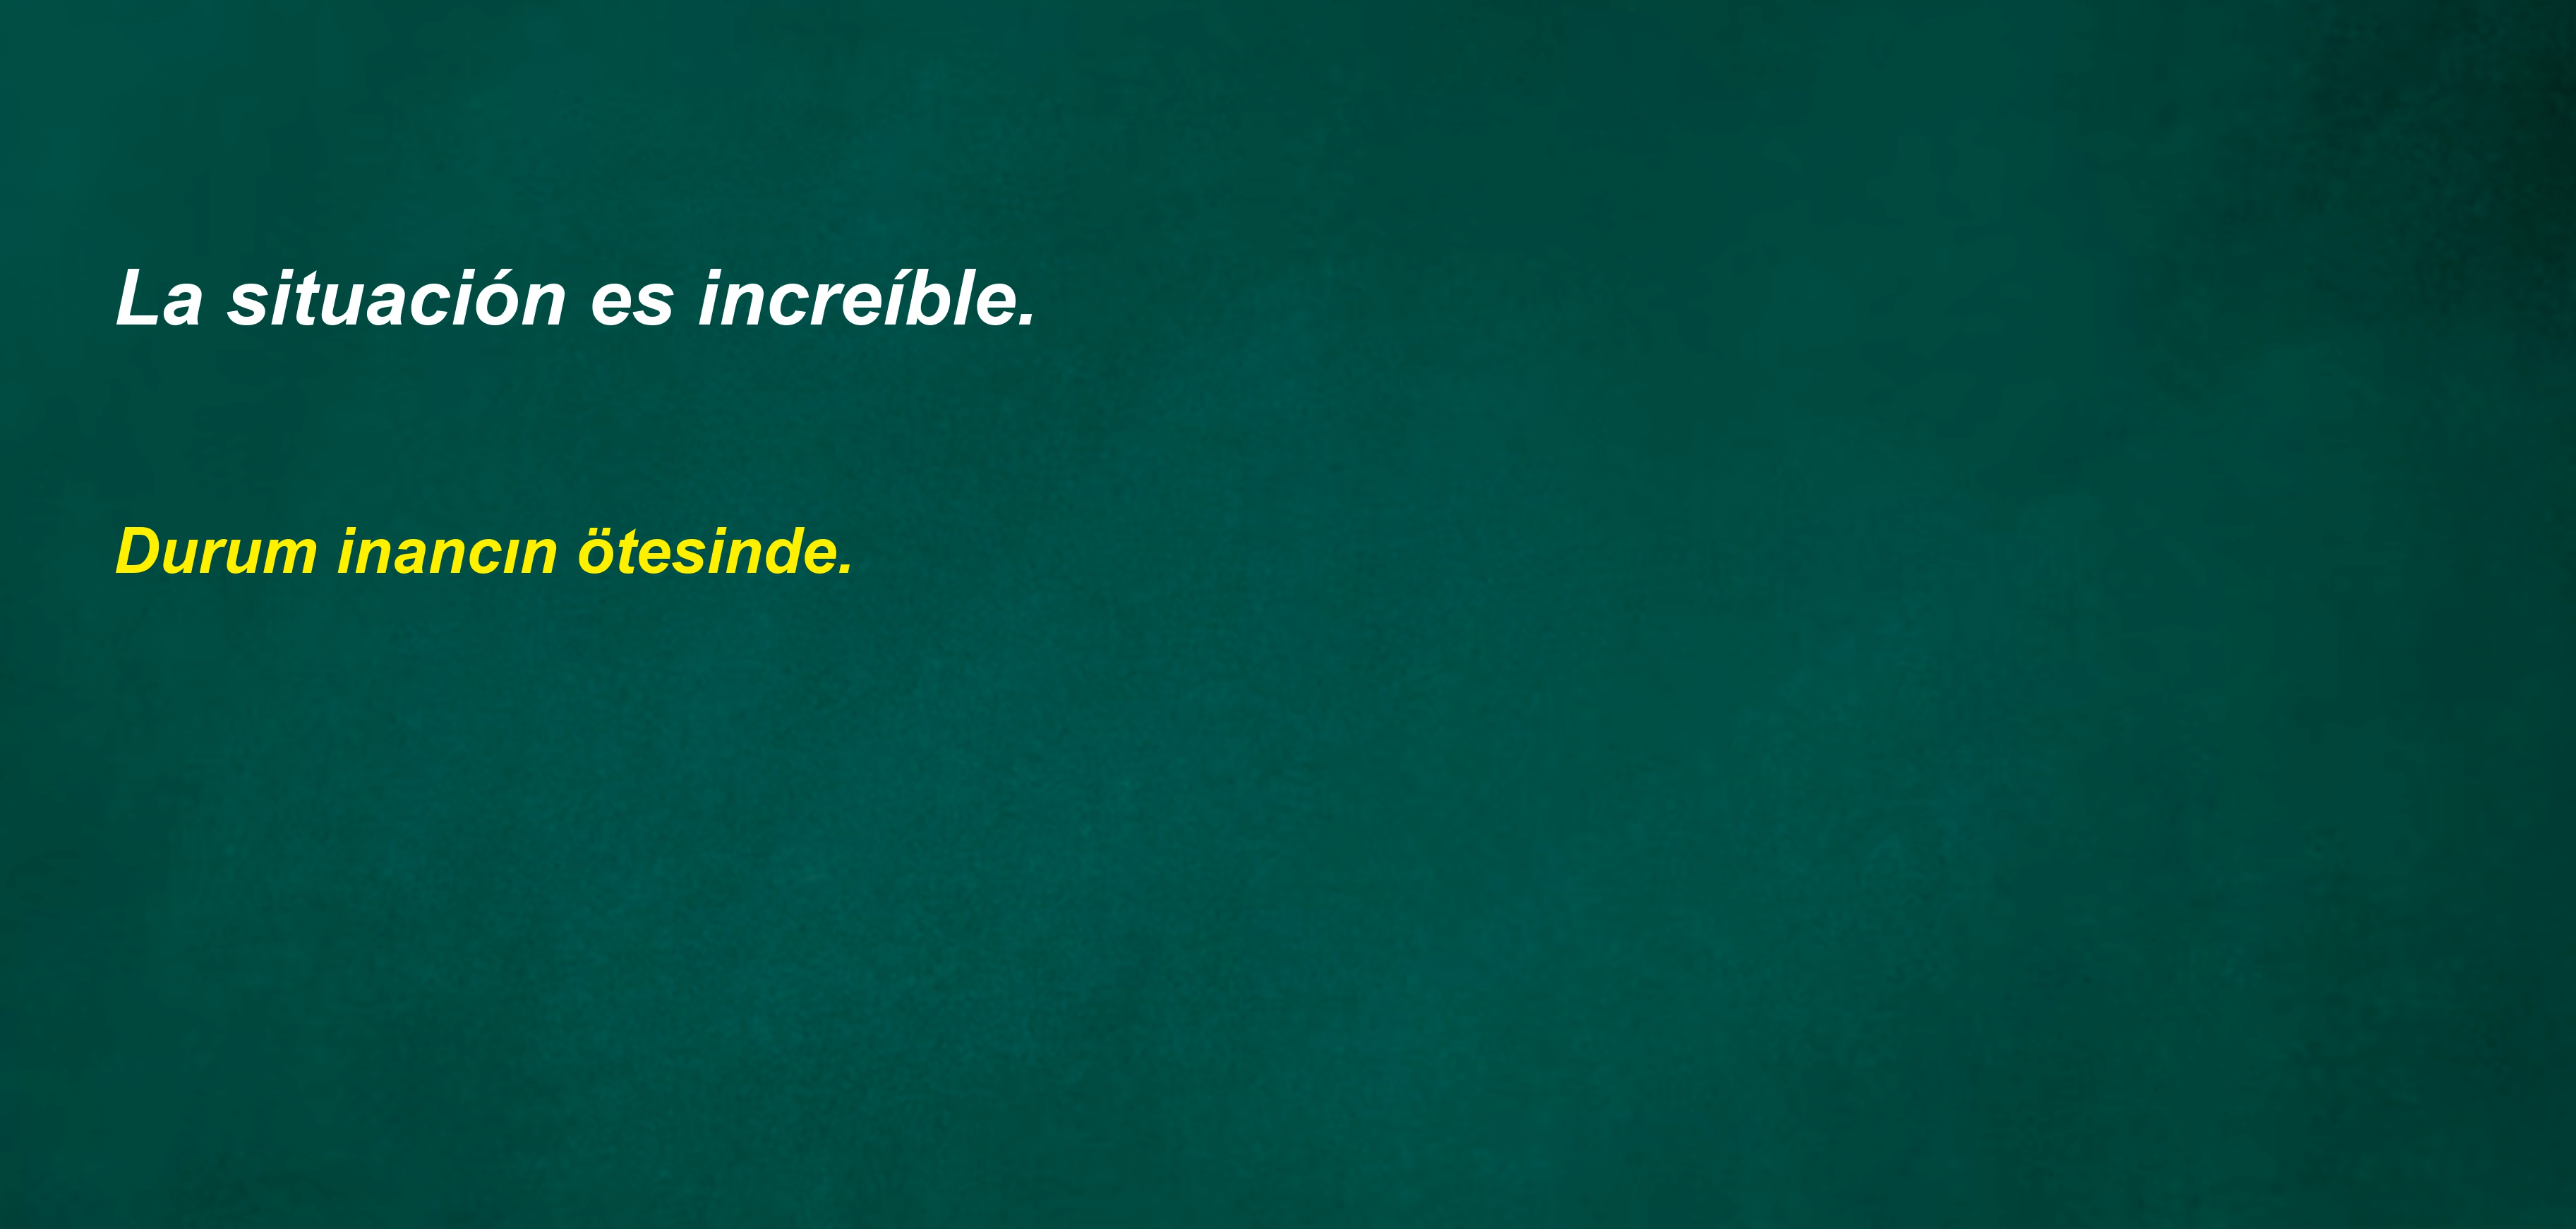 La situación es increíble.
Durum inancın ötesinde.